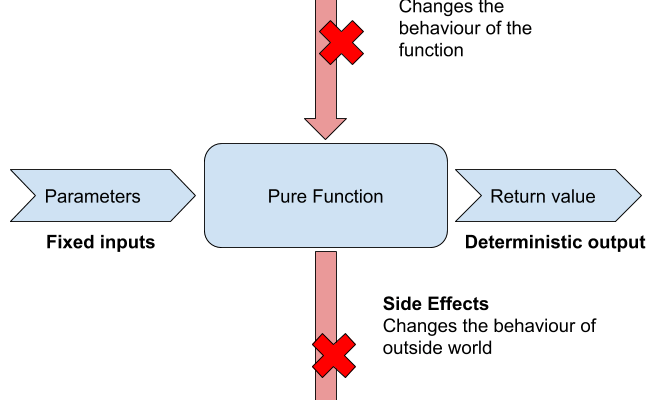 Changes the
behaviour of the
function
Parameters
Pure Function
Return value
Fixed inputs
Deterministic output
Side Effects
Changes the behaviour of
outside world